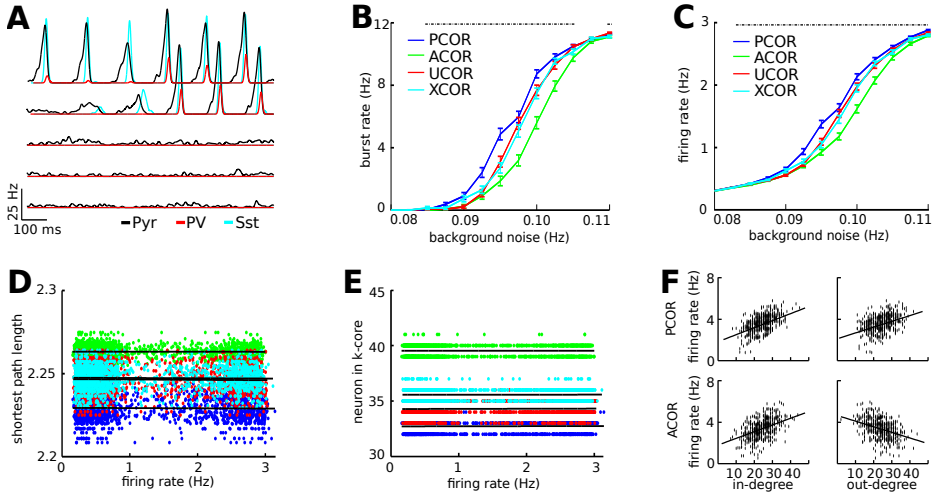 A
25 Hz
100 ms
Pyr PV Sst
B
12
8
4
0
burst rate (Hz)
PCOR
ACOR
UCOR
XCOR
0.08 0.09 0.10 0.11
background noise (Hz)
C
3
2
1
0
firing rate (Hz)
PCOR
ACOR
UCOR
XCOR
0.08 0.09 0.10 0.11
background noise (Hz)
D
2.3
2.25
2.2
shortest path length
0 1 2 3
firing rate (Hz)
E
45
40
35
30
neuron in k-core
0 1 2 3
firing rate (Hz)
F
PCOR
firing rate (Hz)
8
4
0
ACOR
firing rate (Hz)
8
4
0
10 20 30 40
in-degree
10 20 30 40
out-degree